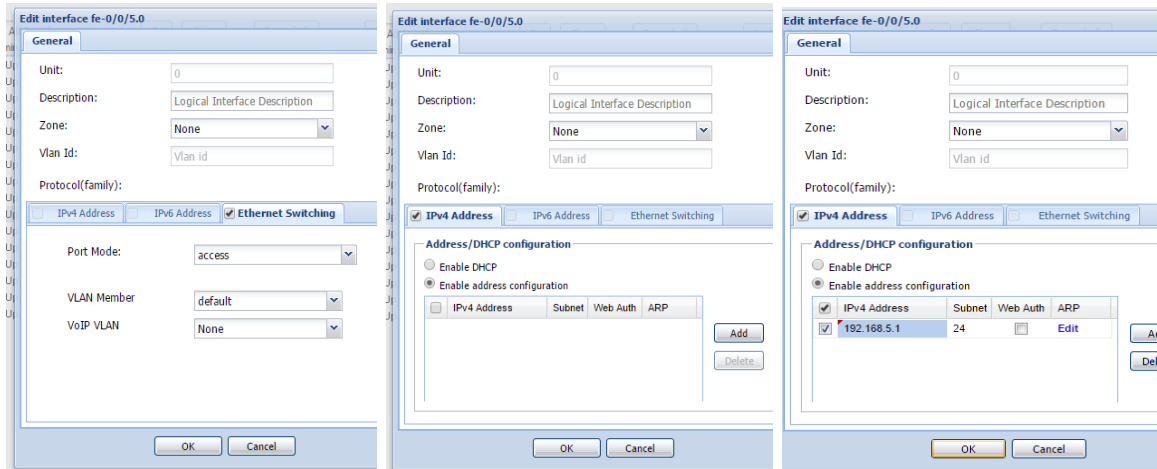 Edit interface fe-0/0/5.0
General
Unit:
0
Description:
Logical Interface Description
Zone:
None
Vlan Id:
Vlan id
Protocol(family):
IPv4 Address
IPv6 Address
Ethernet Switching
Port Mode:
access
VLAN Member
default
VoIP VLAN
None
OK
Cancel
Edit interface fe-0/0/5.0
General
Unit:
0
Description:
Logical Interface Description
Zone:
None
Vlan Id:
Vlan id
Protocol(family):
IPv4 Address
IPv6 Address
Ethernet Switching
Address/DHCP configuration
Enable DHCP
Enable address configuration
IPv4 Address Subnet Web Auth ARP
Add
Delete
OK
Cancel
Edit interface fe-0/0/5.0
General
Unit:
0
Description:
Logical Interface Description
Zone:
None
Vlan Id:
Vlan id
Protocol(family):
IPv4 Address
IPv6 Address
Ethernet Switching
Address/DHCP configuration
Enable DHCP
Enable address configuration
IPv4 Address Subnet Web Auth ARP
192.168.5.1 24 Edit
Del
OK
Cancel